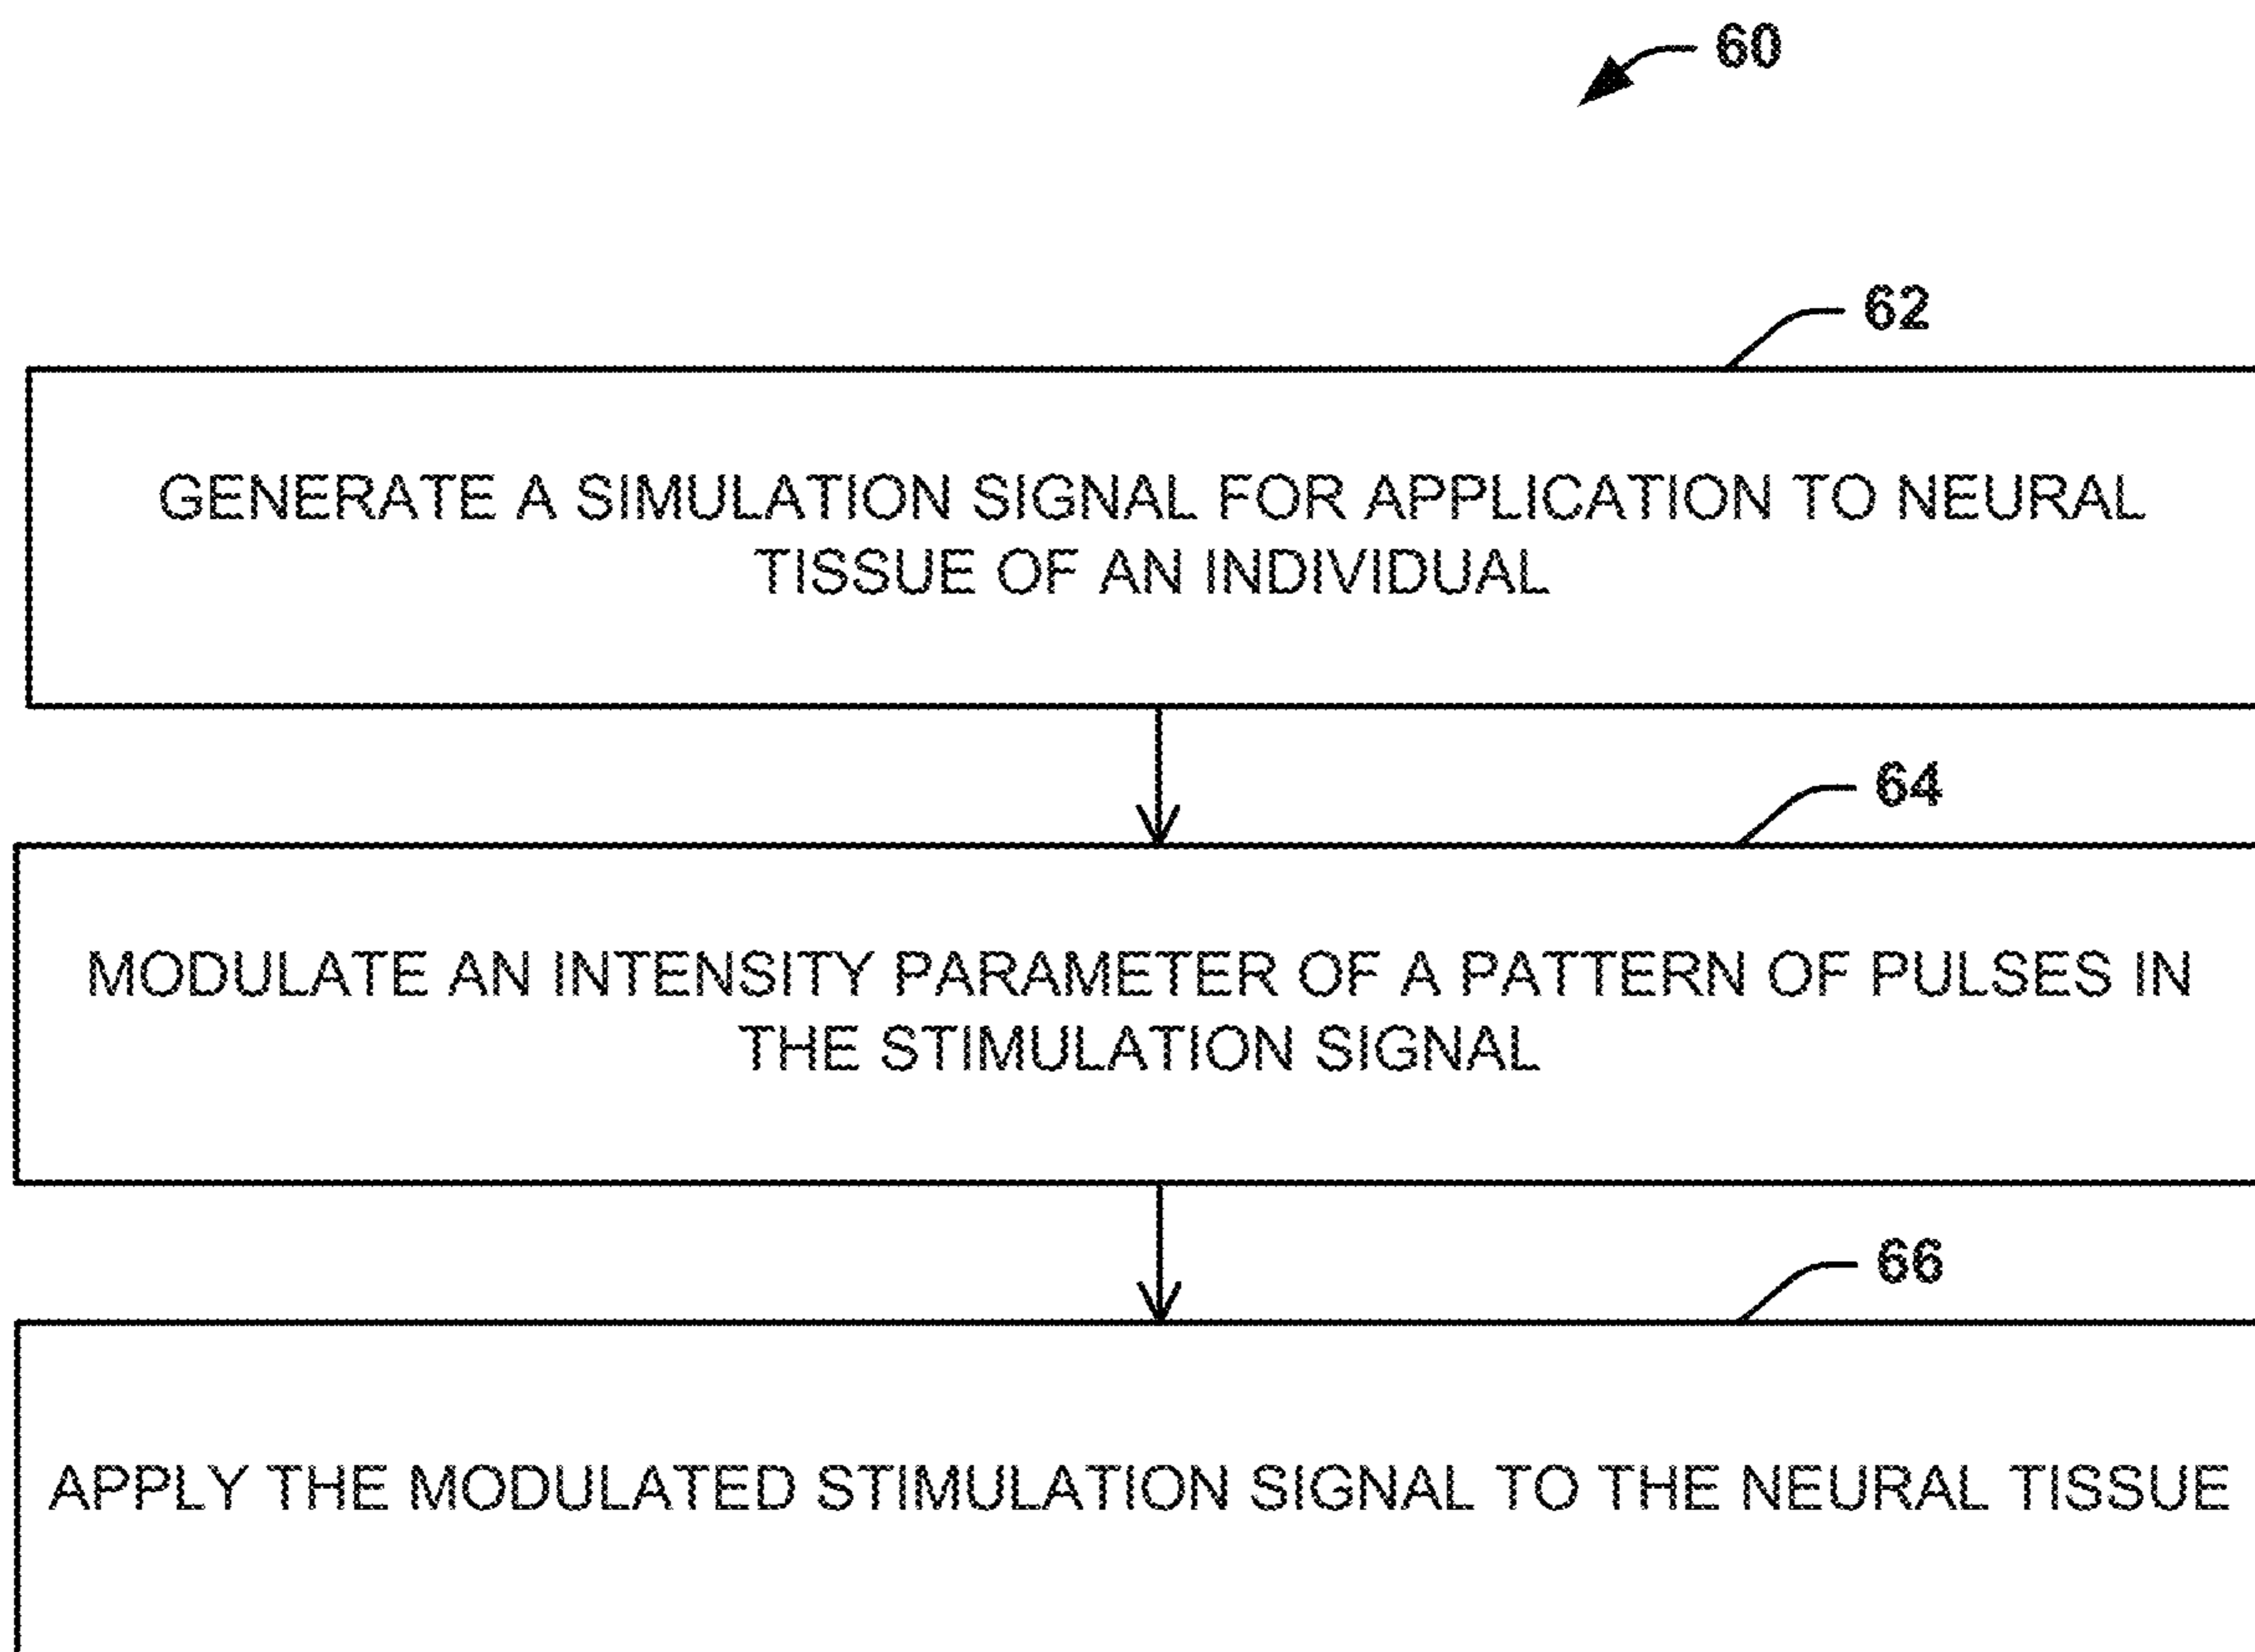 60
62
GENERATE A SIMULATION SIGNAL FOR APPLICATION TO NEURAL
TISSUE OF AN INDIVIDUAL
64
MODULATE AN INTENSITY PARAMETER OF A PATTERN OF PULSES IN
THE STIMULATION SIGNAL
66
APPLY THE MODULATED STIMULATION SIGNAL TO THE NEURAL TISSUE